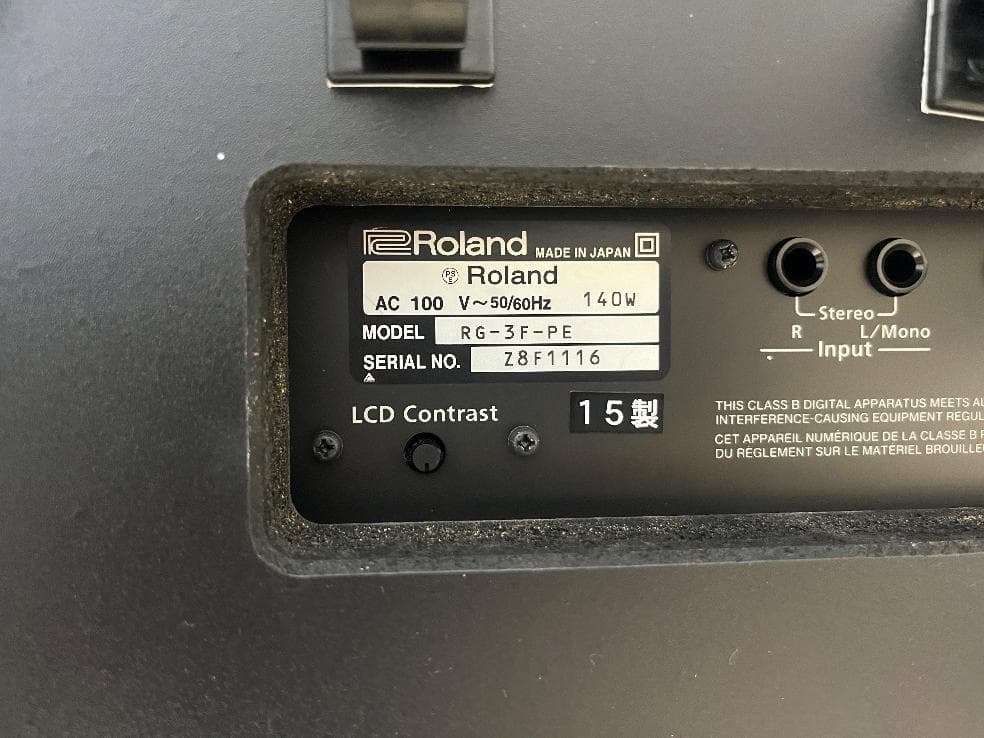 Roland MADE IN JAPAN
PS E Roland
AC 100 V～50/60Hz 140W
MODEL RG-3F-PE
SERIAL NO. Z8F1116
LCD Contrast
15製
Stereo
R L/Mono
Input
THIS CLASS B DIGITAL APPARATUS MEETS
INTERFERENCE-CAUSING EQUIPMENT
CET APPAREIL NUMÉRIQUE DE LA CLASSE B
DU RÈGLEMENT SUR LE MATÉRIEL